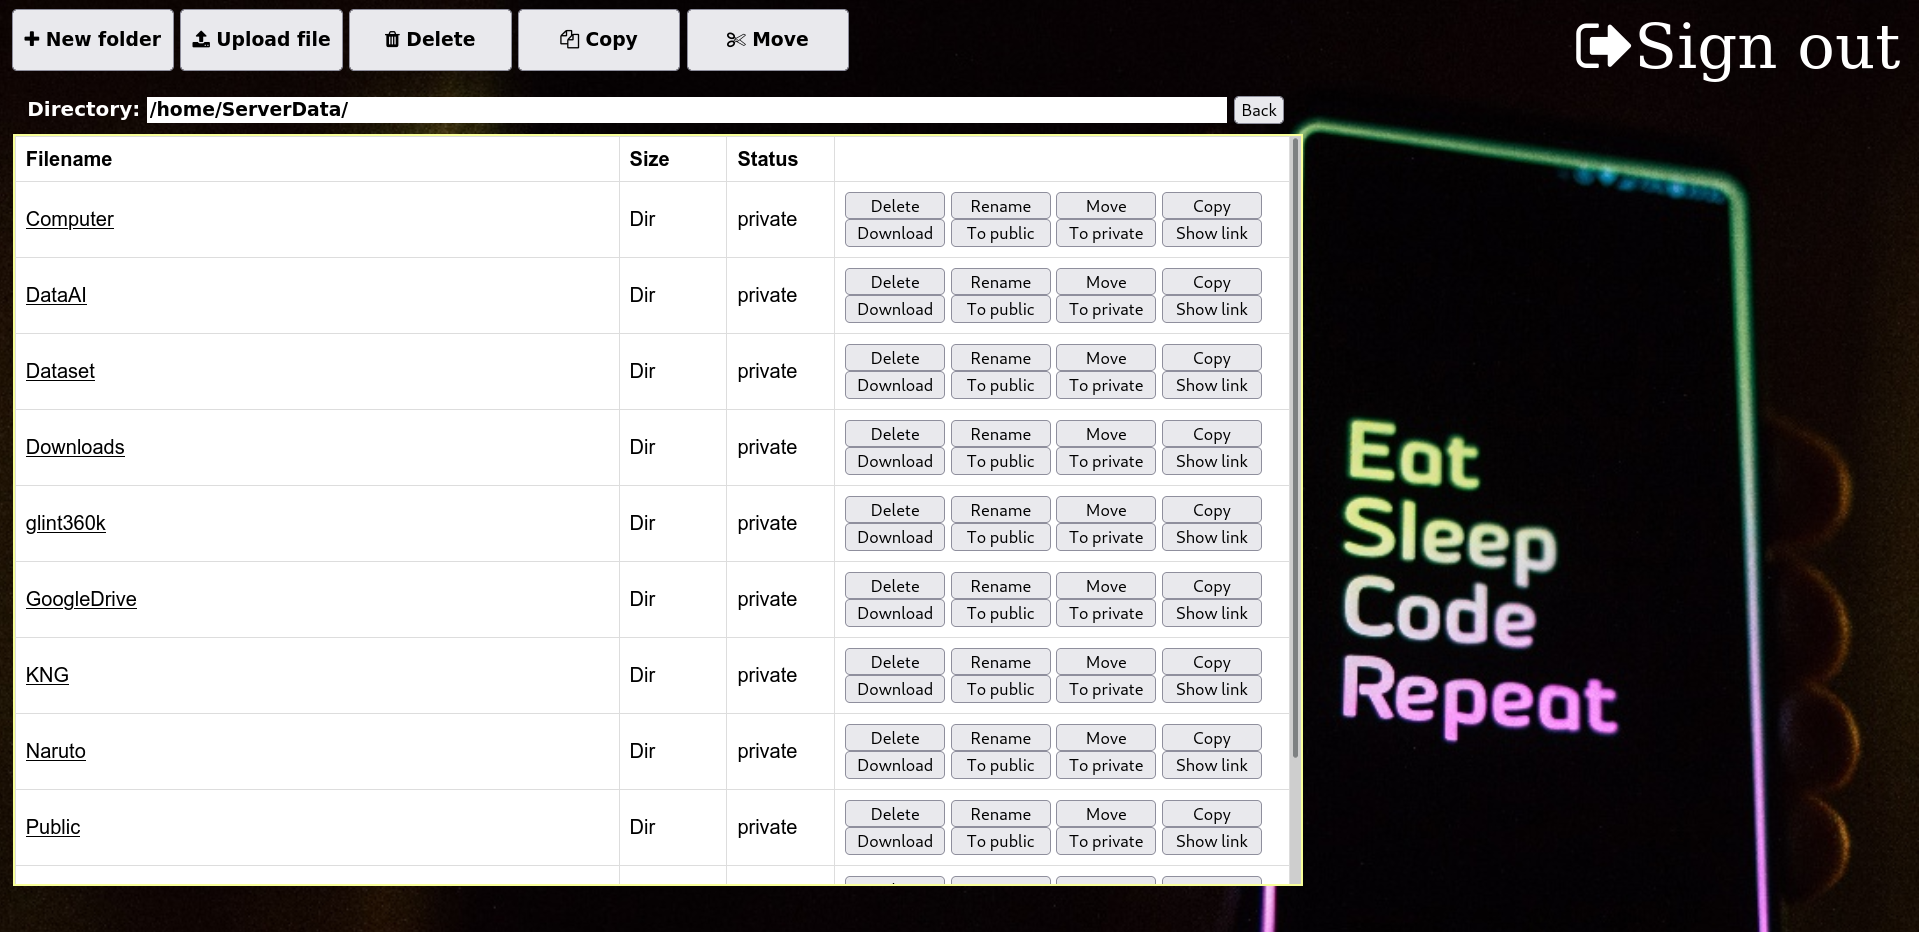 New folder Upload file Delete Copy Move Sign out
Directory: /home/ServerData/ Back
Filename Size Status
Computer Dir private Delete Rename Move Copy
Download To public To private Show link
DataAI Dir private Delete Rename Move Copy
Download To public To private Show link
Dataset Dir private Delete Rename Move Copy
Download To public To private Show link
Downloads Dir private Delete Rename Move Copy
Download To public To private Show link
glint360k Dir private Delete Rename Move Copy
Download To public To private Show link
GoogleDrive Dir private Delete Rename Move Copy
Download To public To private Show link
KNG Dir private Delete Rename Move Copy
Download To public To private Show link
Naruto Dir private Delete Rename Move Copy
Download To public To private Show link
Public Dir private Delete Rename Move Copy
Download To public To private Show link
Eat
Sleep
Code
Repeat